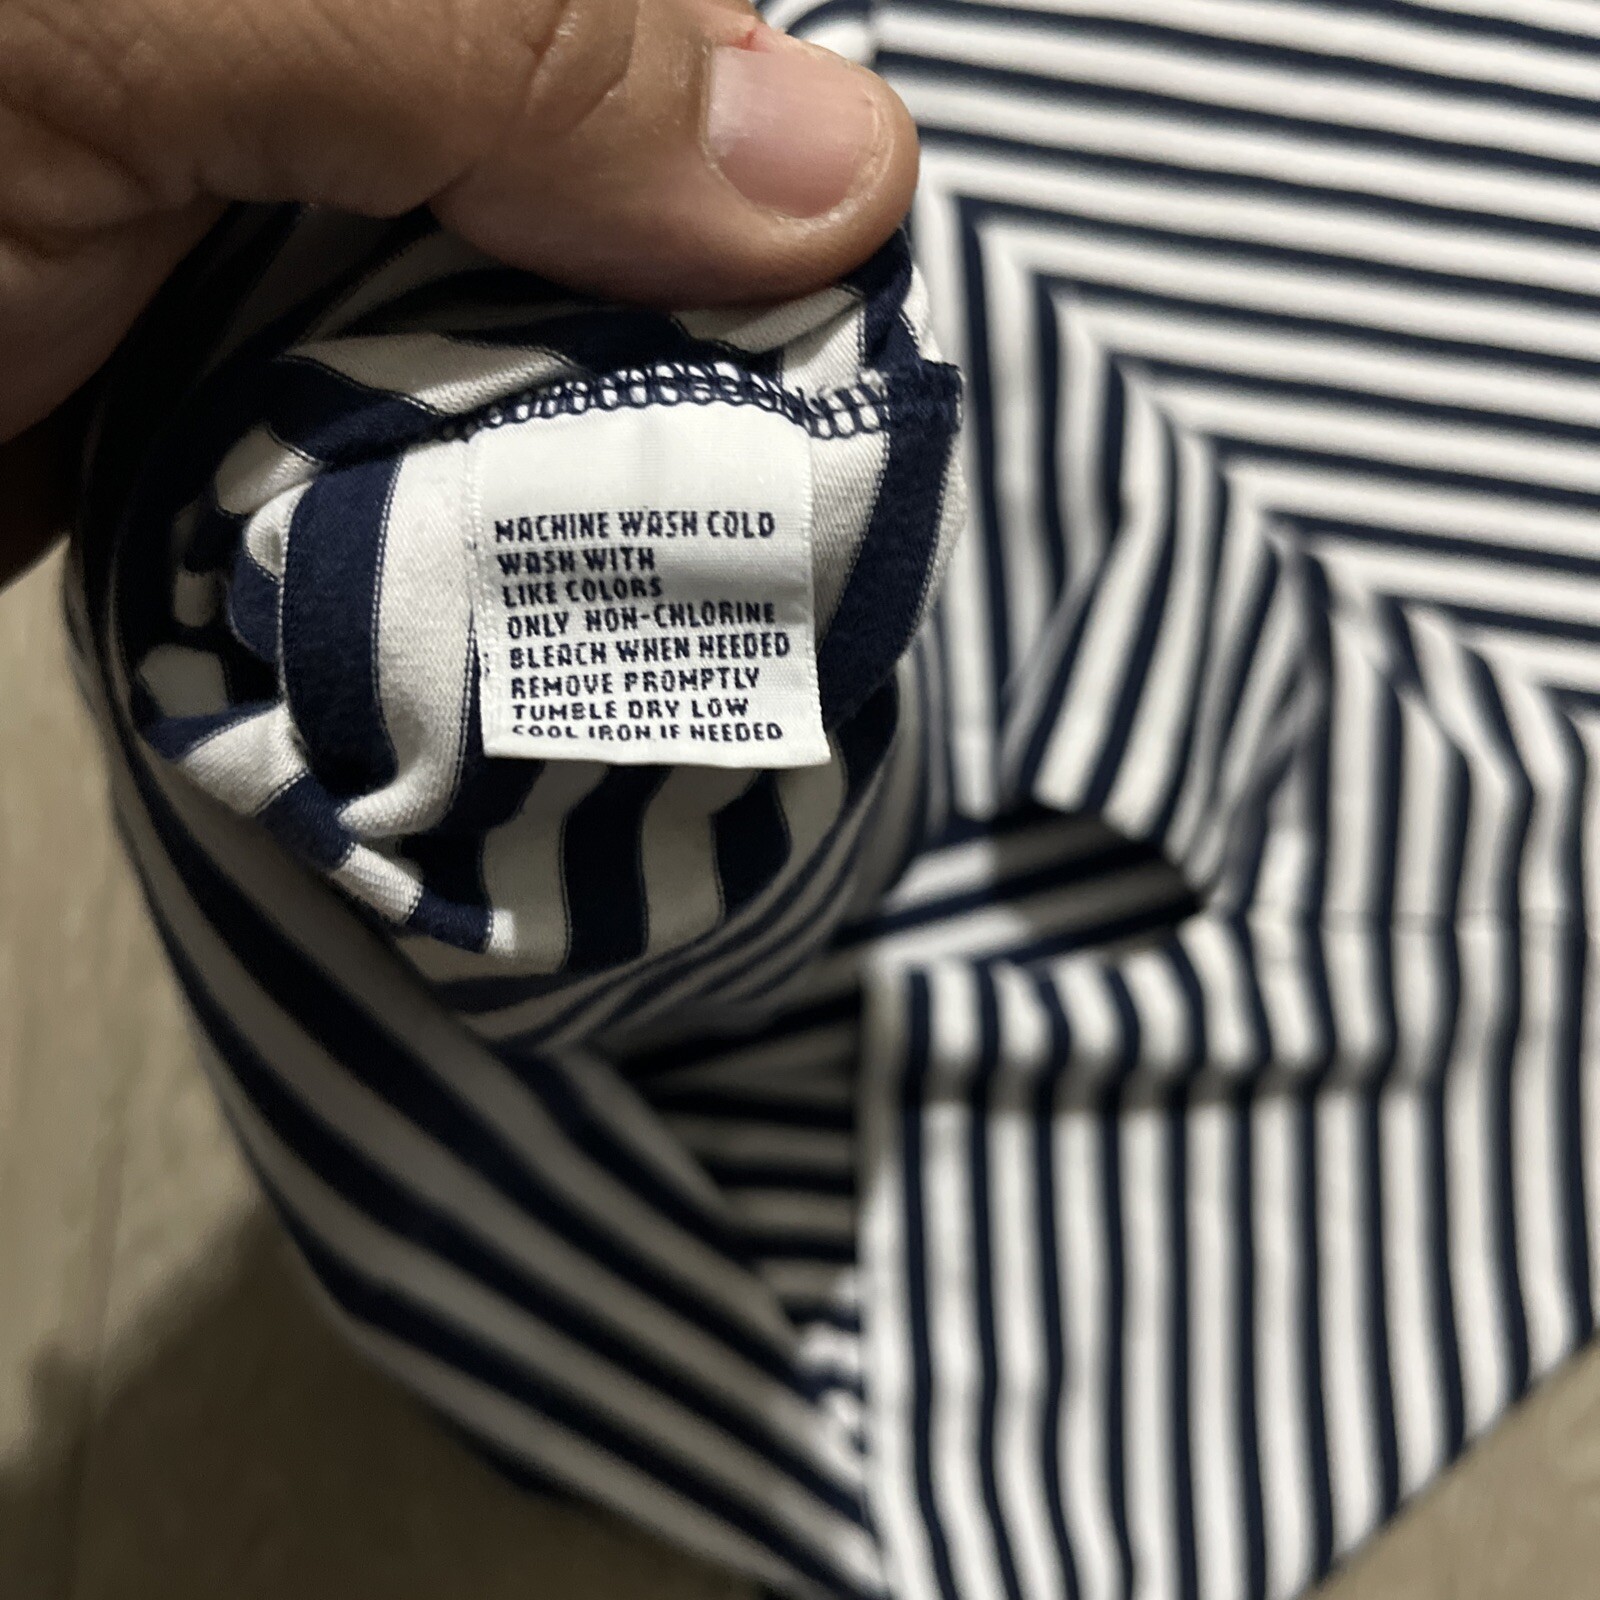 MACHINE WASH COLD
WASH WITH
LIKE COLORS
ONLY NON-CHLORINE
BLEACH WHEN NEEDED
REMOVE PROMPTLY
TUMBLE DRY LOW
COOL IRON IF NEEDED